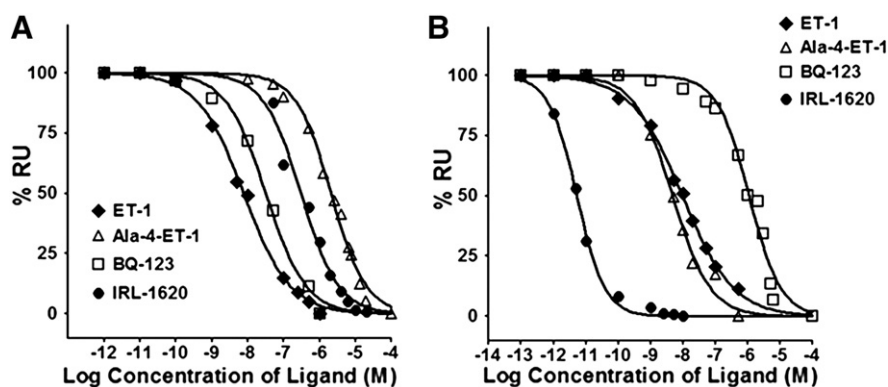 A
% RU
100
75
50
25
0
ET-1
Ala-4-ET-1
BQ-123
IRL-1620
-12 -11 -10 -9 -8 -7 -6 -5 -4
Log Concentration of Ligand (M)
B
% RU
100
75
50
25
0
ET-1
Ala-4-ET-1
BQ-123
IRL-1620
-14 -13 -12 -11 -10 -9 -8 -7 -6 -5 -4
Log Concentration of Ligand (M)